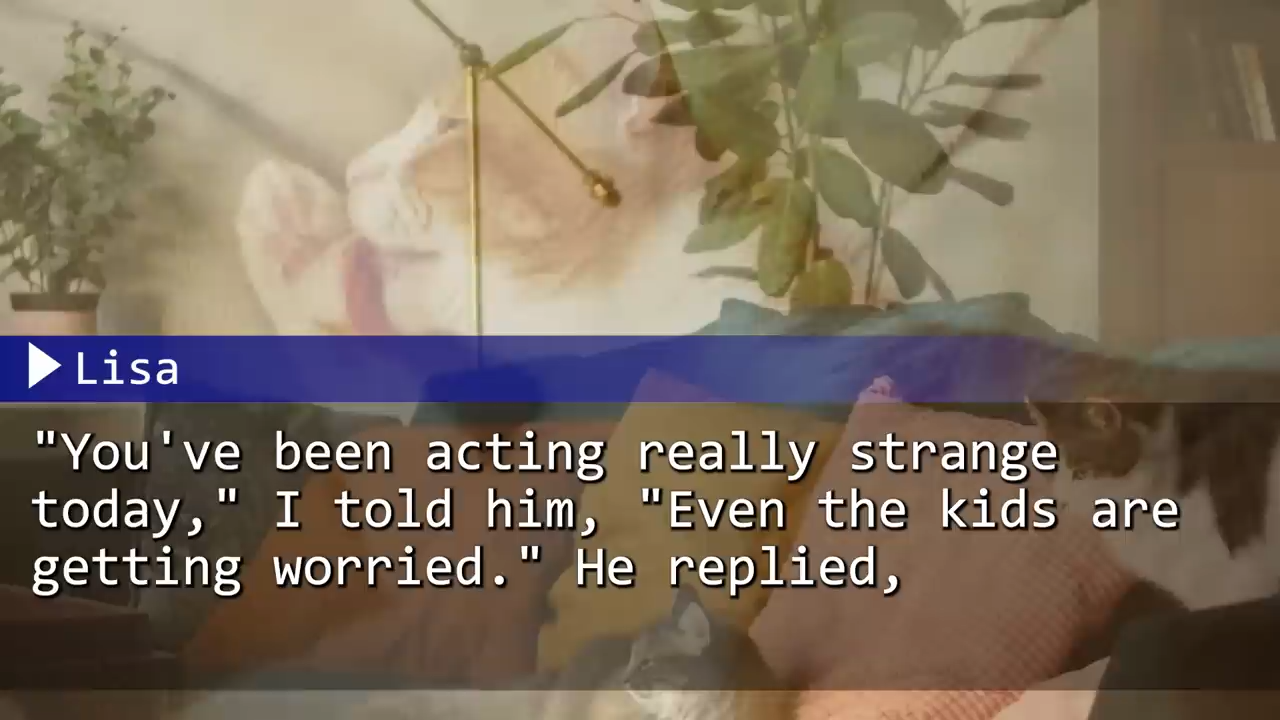 Lisa
"You've been acting really strange
today," I told him, "Even the kids are
getting worried." He replied,